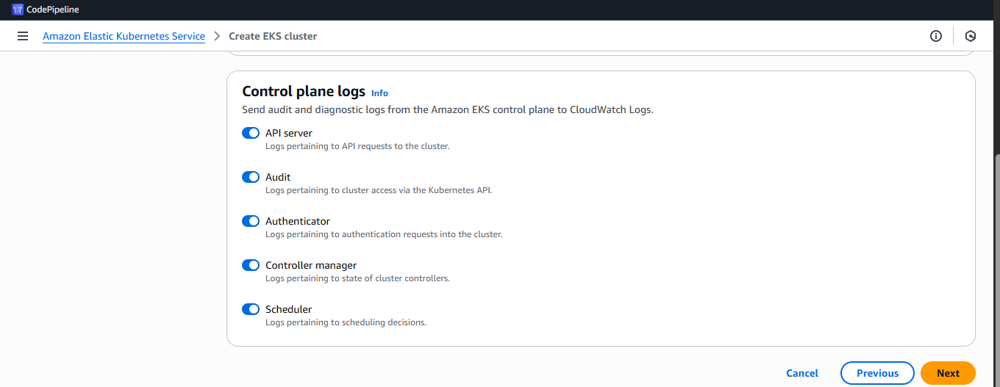 CodePipeline
Amazon Elastic Kubernetes Service > Create EKS cluster
Control plane logs Info
Send audit and diagnostic logs from the Amazon EKS control plane to CloudWatch Logs.
API server
Logs pertaining to API requests to the cluster.
Audit
Logs pertaining to cluster access via the Kubernetes API.
Authenticator
Logs pertaining to authentication requests into the cluster.
Controller manager
Logs pertaining to state of cluster controllers.
Scheduler
Logs pertaining to scheduling decisions.
Cancel Previous Next